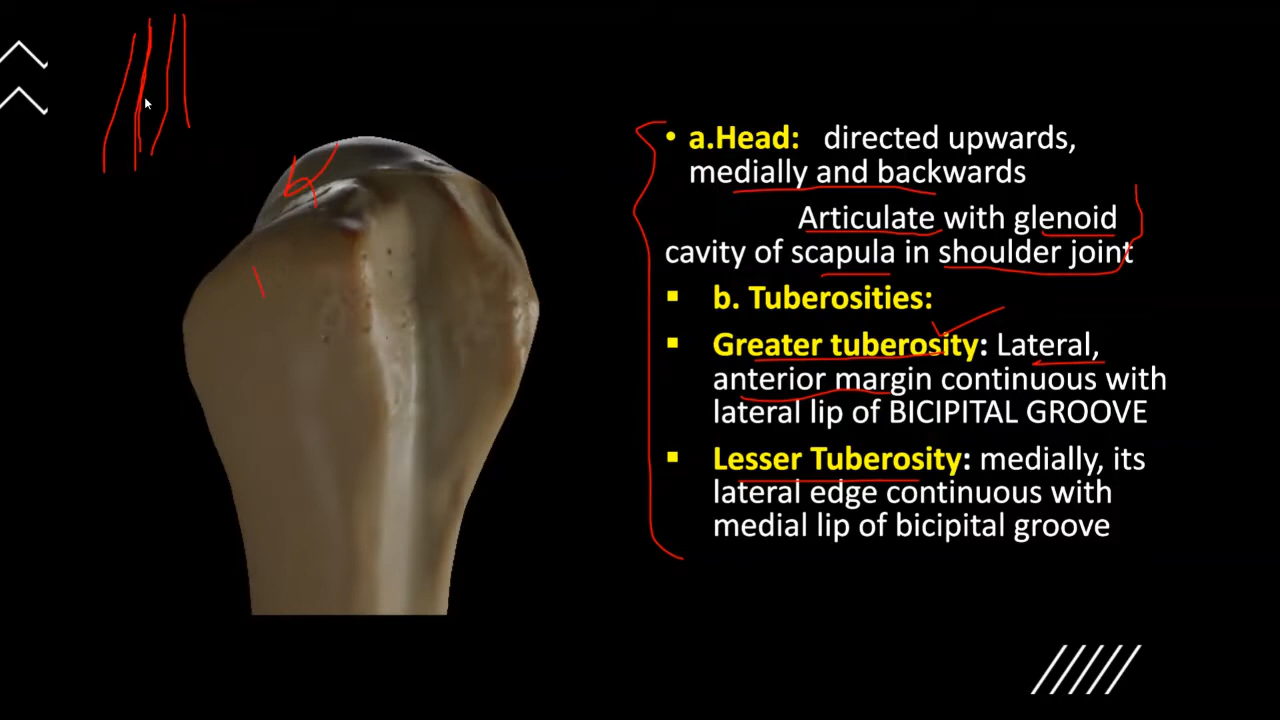 • a.Head: directed upwards,
medially and backwards
Articulate with glenoid
cavity of scapula in shoulder joint
▪ b. Tuberosities:
▪ Greater tuberosity: Lateral,
anterior margin continuous with
lateral lip of BICIPITAL GROOVE
▪ Lesser Tuberosity: medially, its
lateral edge continuous with
medial lip of bicipital groove